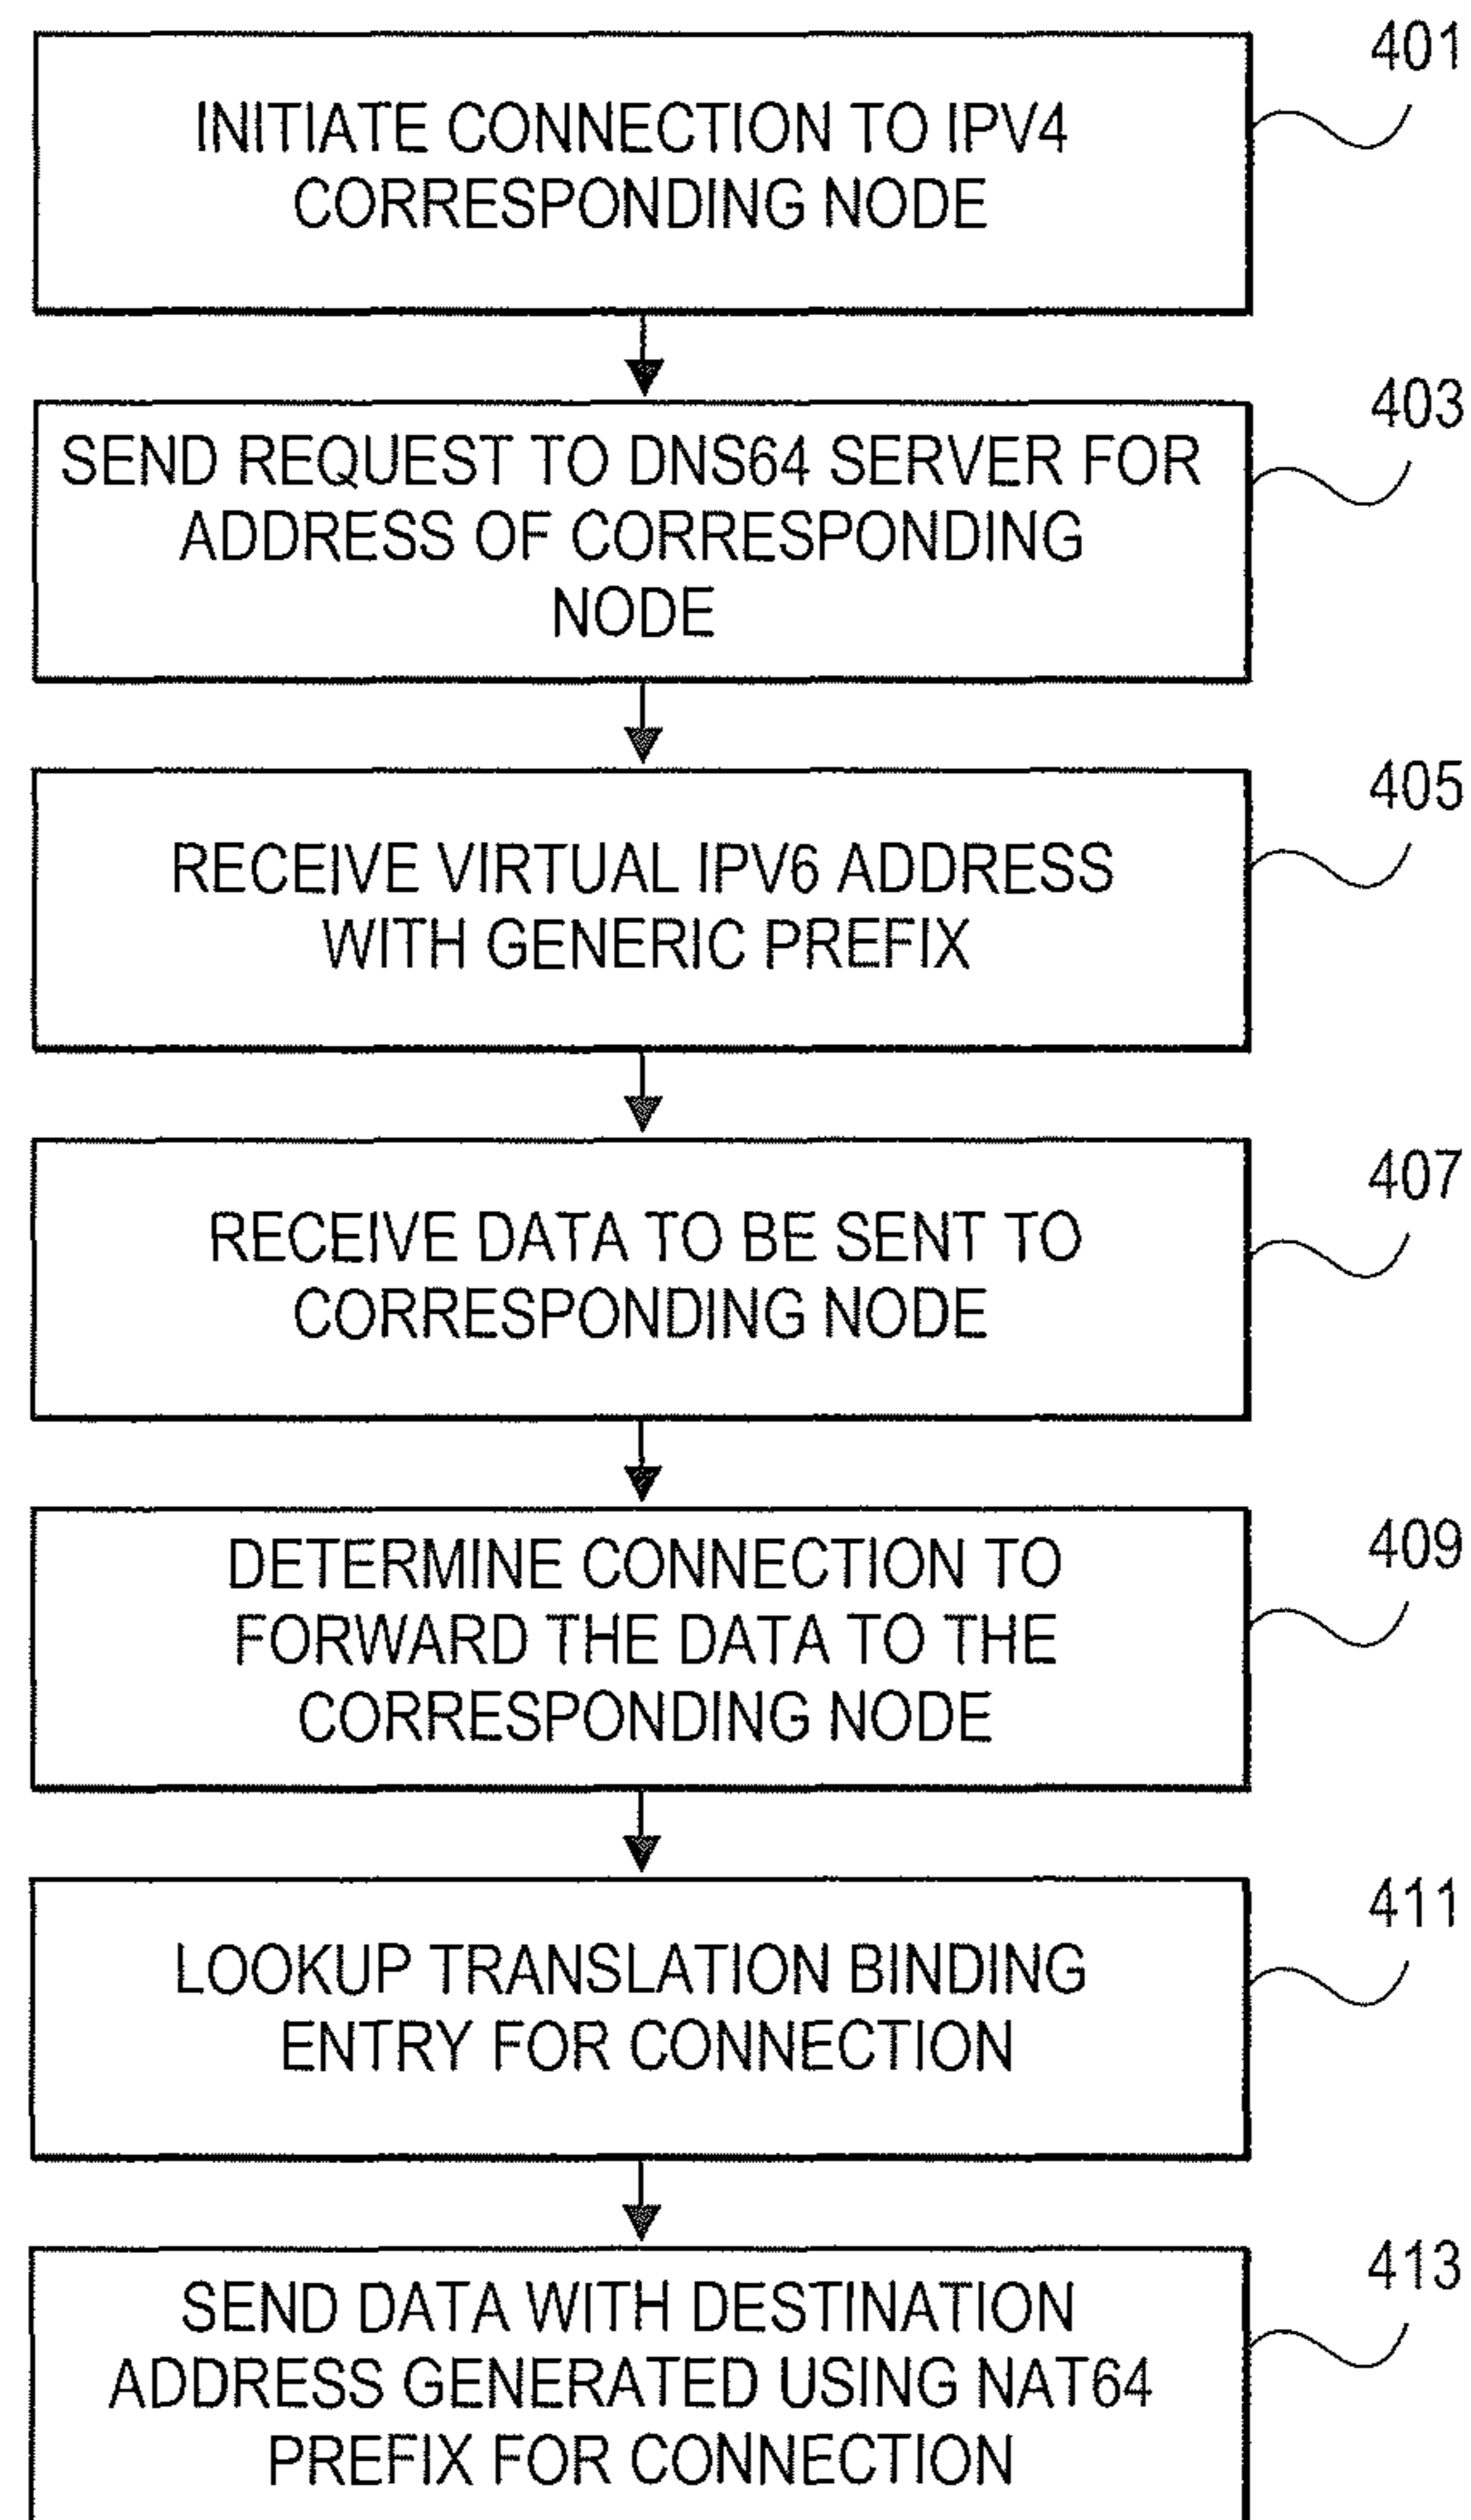 401
INITIATE CONNECTION TO IPV4
CORRESPONDING NODE
403
SEND REQUEST TO DNS64 SERVER FOR
ADDRESS OF CORRESPONDING
NODE
405
RECEIVE VIRTUAL IPV6 ADDRESS
WITH GENERIC PREFIX
407
RECEIVE DATA TO BE SENT TO
CORRESPONDING NODE
409
DETERMINE CONNECTION TO
FORWARD THE DATA TO THE
CORRESPONDING NODE
411
LOOKUP TRANSLATION BINDING
ENTRY FOR CONNECTION
413
SEND DATA WITH DESTINATION
ADDRESS GENERATED USING NAT64
PREFIX FOR CONNECTION